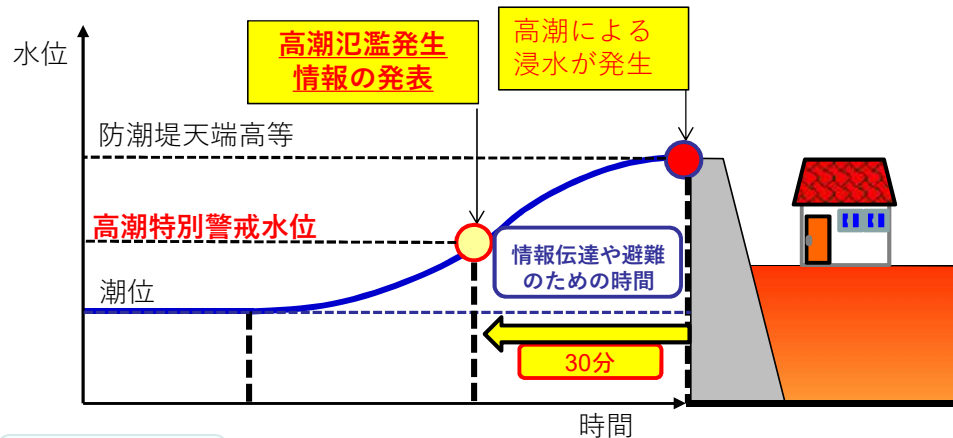 水位
高潮氾濫発生
情報の発表
高潮による
浸水が発生
防潮堤天端高等
高潮特別警戒水位
情報伝達や避難
のための時間
潮位
30分
時間